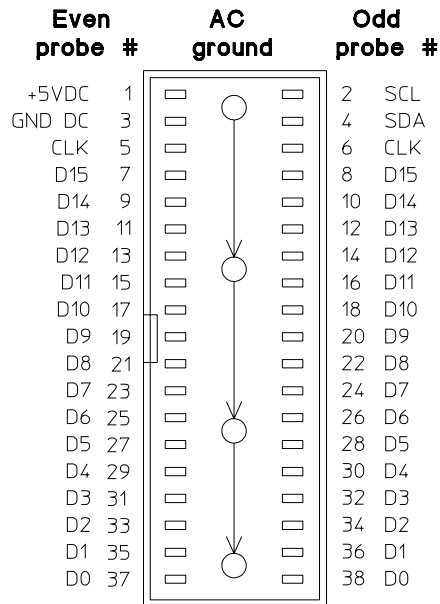 Even probe # AC ground Odd probe #
+5VDC 1 2 SCL
GND DC 3 4 SDA
CLK 5 6 CLK
D15 7 8 D15
D14 9 10 D14
D13 11 12 D13
D12 13 14 D12
D11 15 16 D11
D10 17 18 D10
D9 19 20 D9
D8 21 22 D8
D7 23 24 D7
D6 25 26 D6
D5 27 28 D5
D4 29 30 D4
D3 31 32 D3
D2 33 34 D2
D1 35 36 D1
D0 37 38 D0